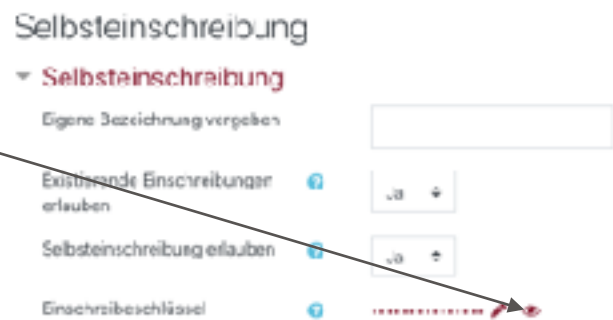 Selbsteinschreibung
Selbsteinschreibung
Eigene Bezeichnung vergeben
Existierende Einschreibungen
erlauben
Ja
Selbsteinschreibung erlauben
Ja
Einschreibeschlüssel